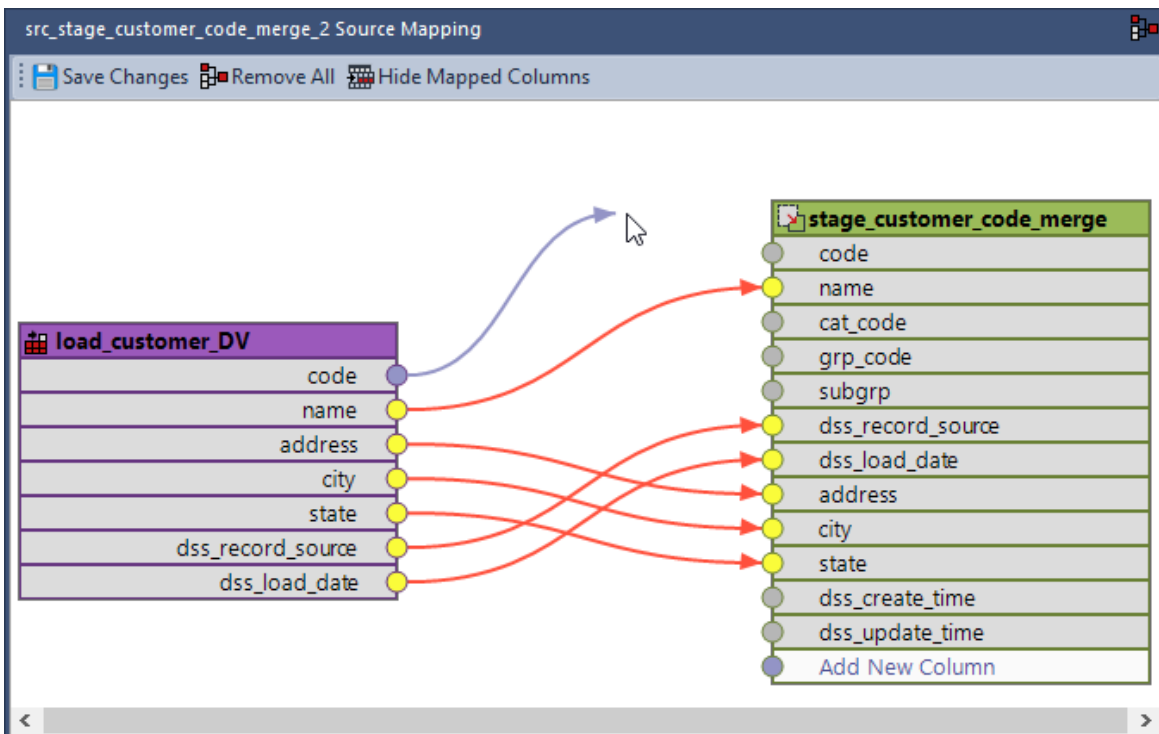 src_stage_customer_code_merge_2 Source Mapping
Save Changes Remove All Hide Mapped Columns
load_customer_DV
code
name
address
city
state
dss_record_source
dss_load_date
stage_customer_code_merge
code
name
cat_code
grp_code
subgrp
dss_record_source
dss_load_date
address
city
state
dss_create_time
dss_update_time
Add New Column